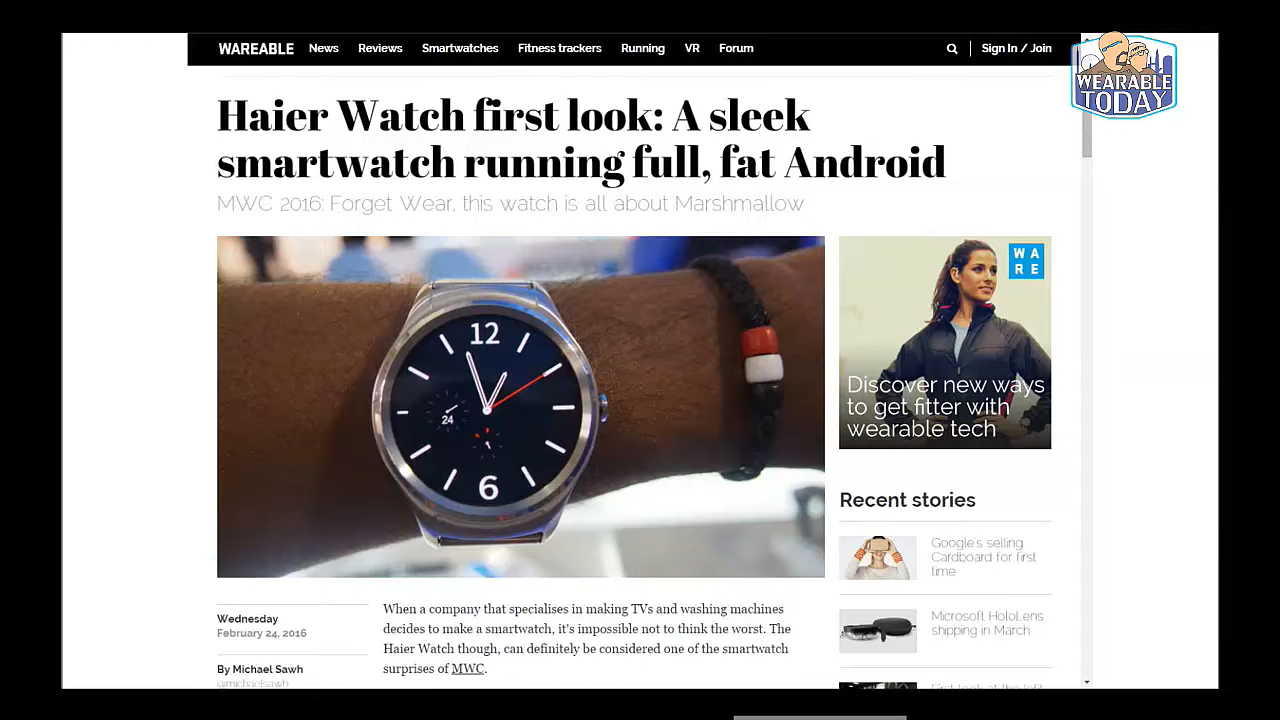 WAREABLE News Reviews Smartwatches Fitness trackers Running VR Forum Sign In / Join
WEARABLE
TODAY
Haier Watch first look: A sleek
smartwatch running full, fat Android
MWC 2016: Forget Wear, this watch is all about Marshmallow
12
24
6
WA
RE
Discover new ways
to get fitter with
wearable tech
Recent stories
Google's selling
Cardboard for first
time
Microsoft HoloLens
shipping in March
Wednesday
February 24, 2016
By Michael Sawh
@michaelsawh
When a company that specialises in making TVs and washing machines
decides to make a smartwatch, it's impossible not to think the worst. The
Haier Watch though, can definitely be considered one of the smartwatch
surprises of MWC.